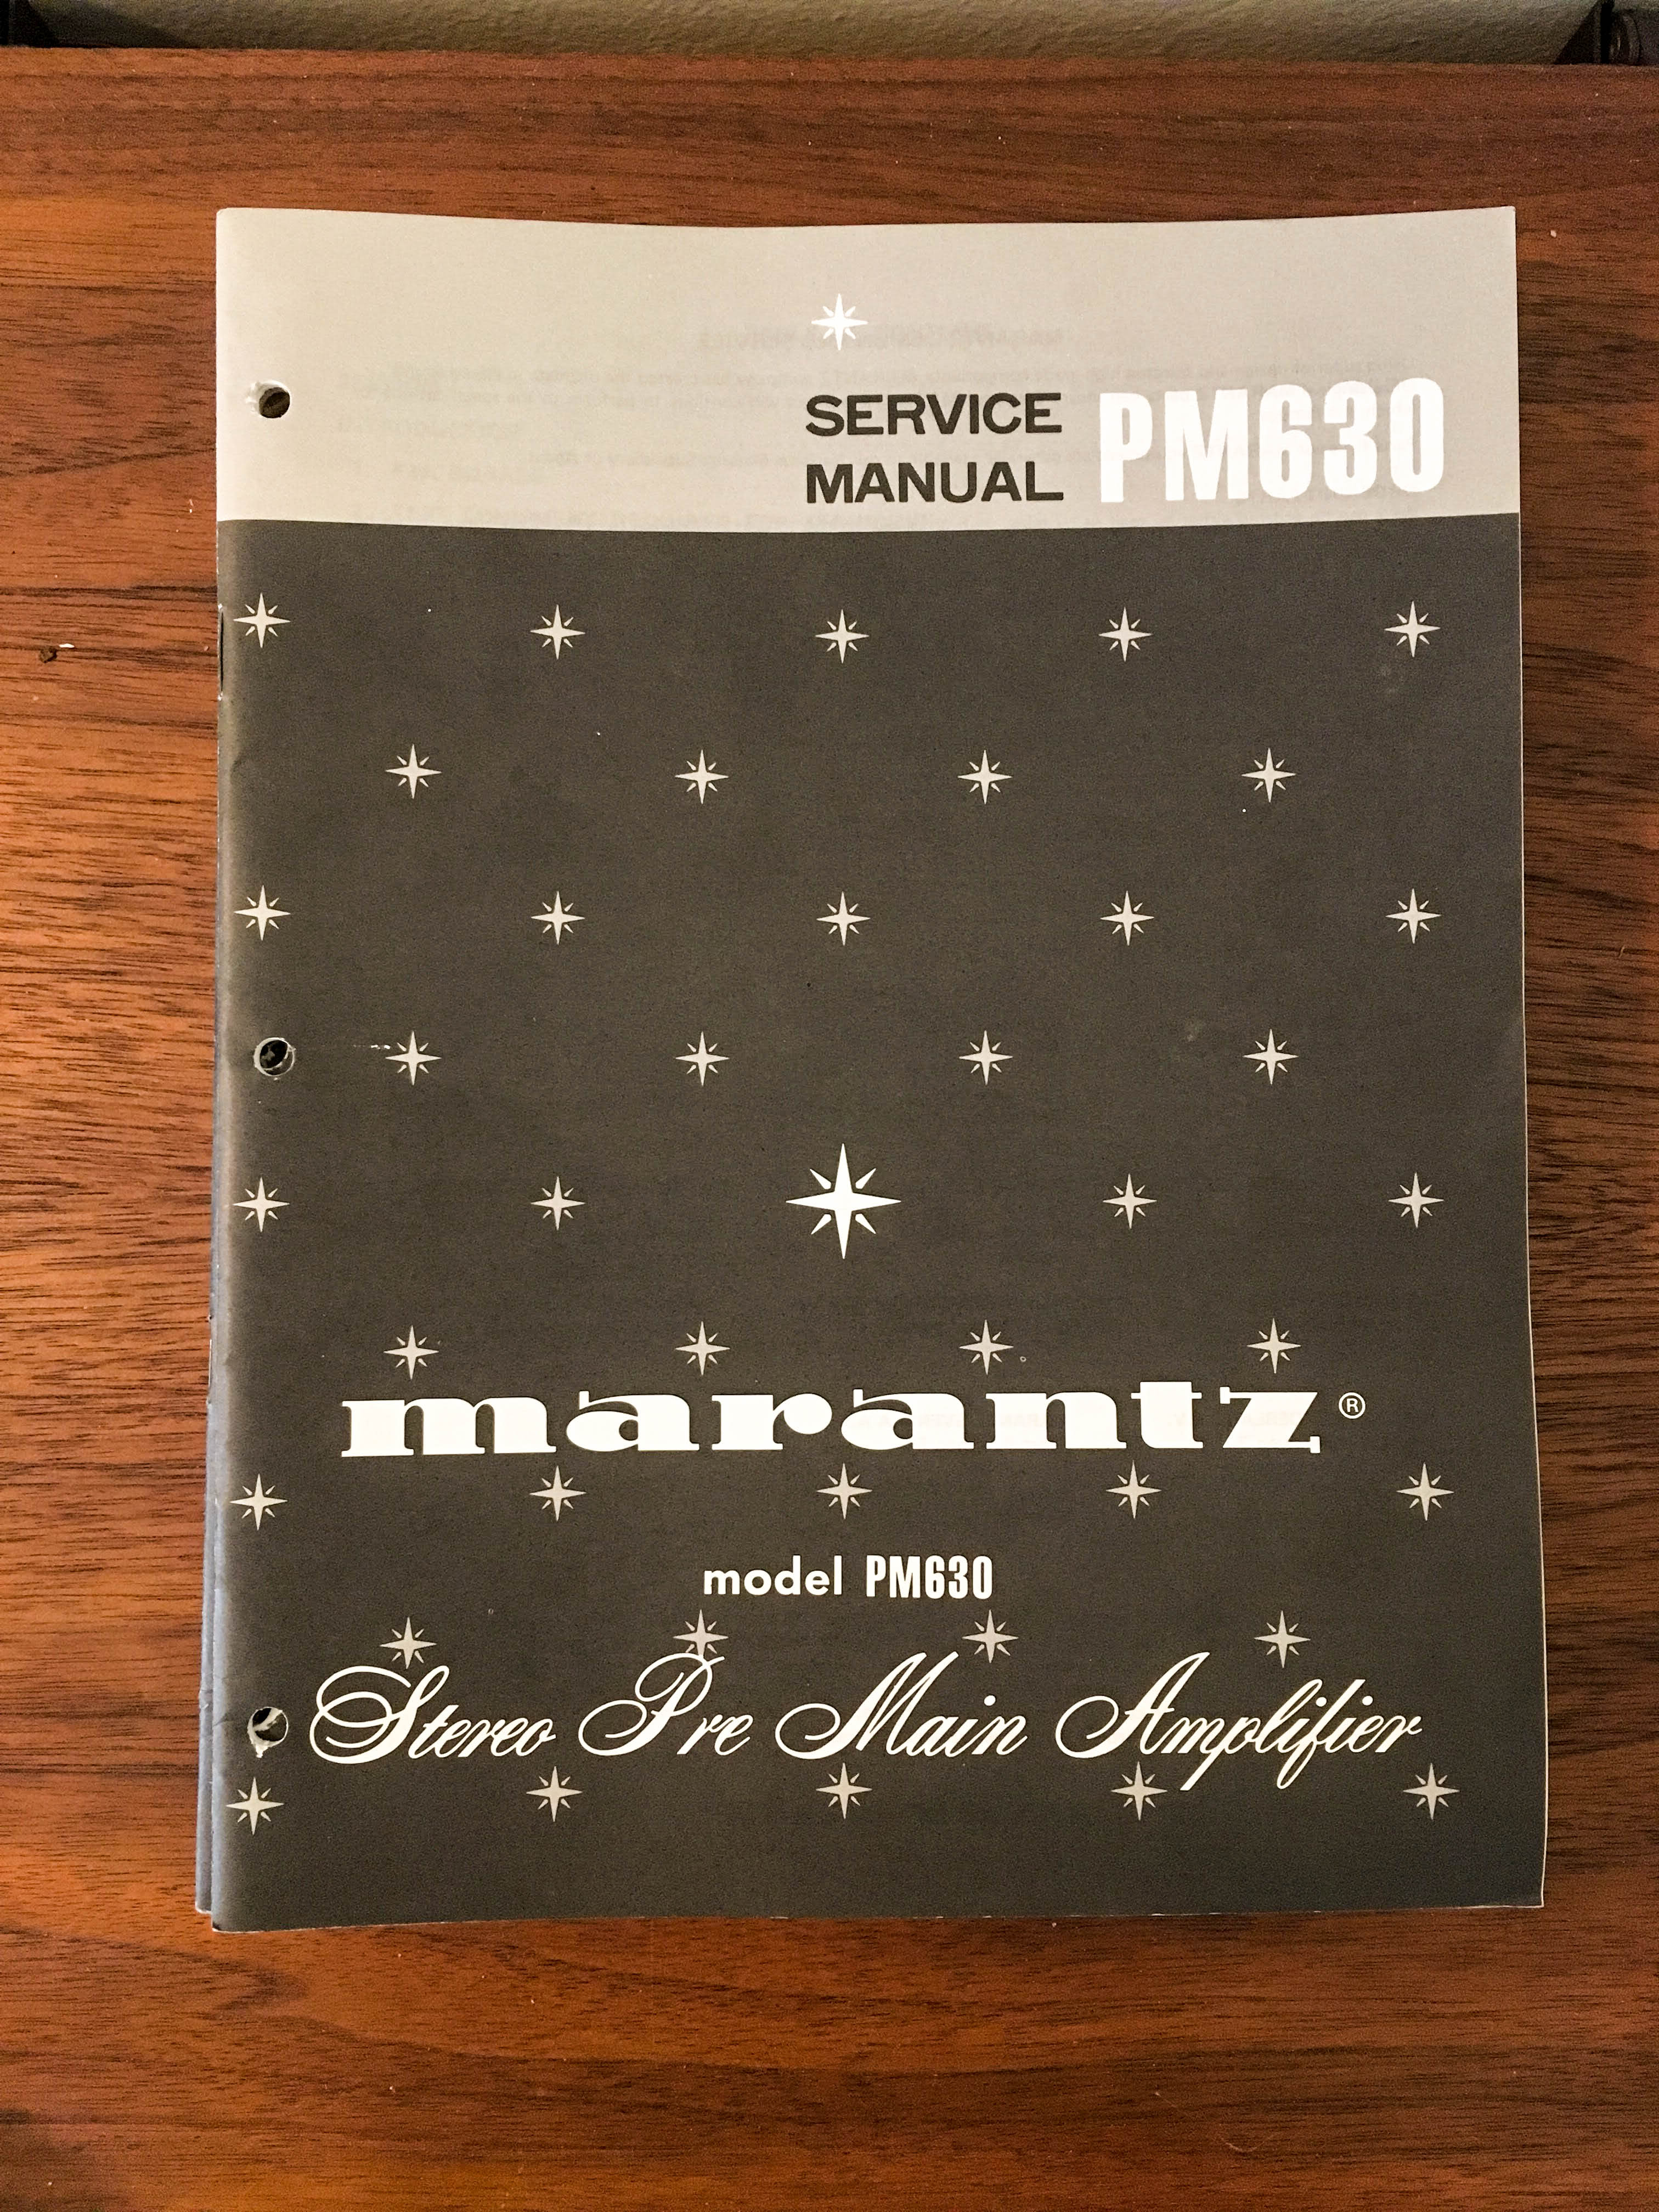 SERVICE
MANUAL PM630
marantz®
model PM630
Stereo Pre Main Amplifier